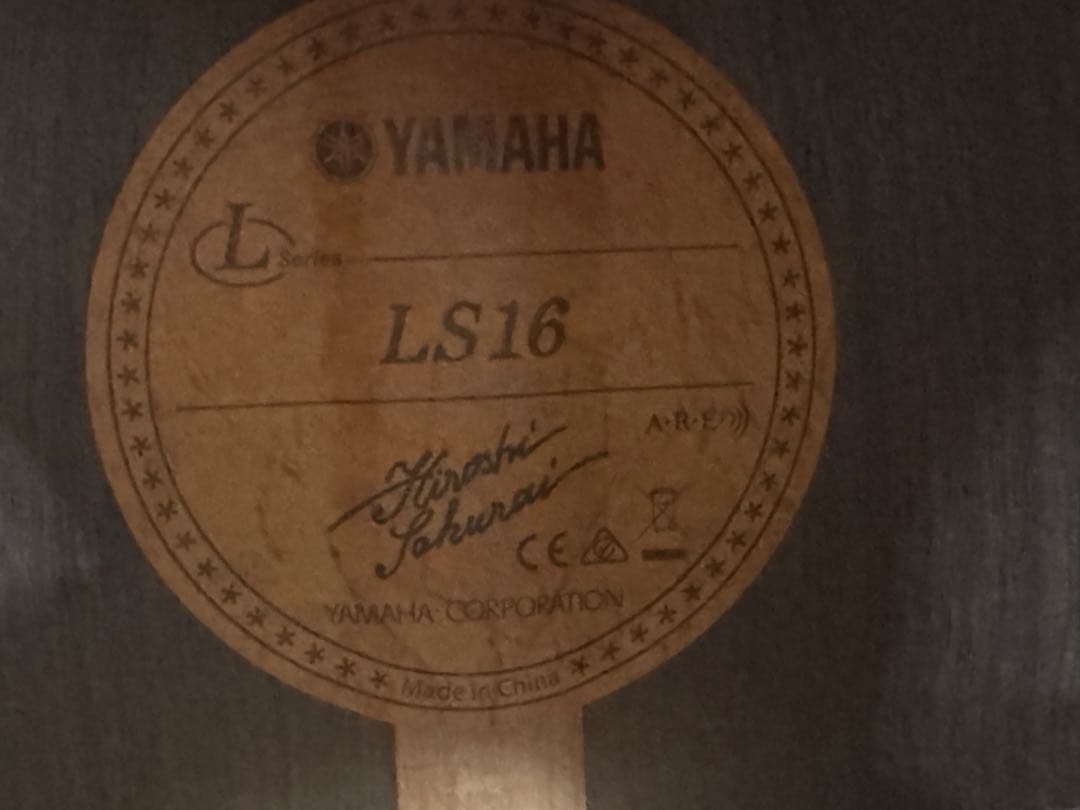 YAMAHA
L Series
LS16
A·R·E
Hiroshi
Sakurai
CE
YAMAHA CORPORATION
Made in China